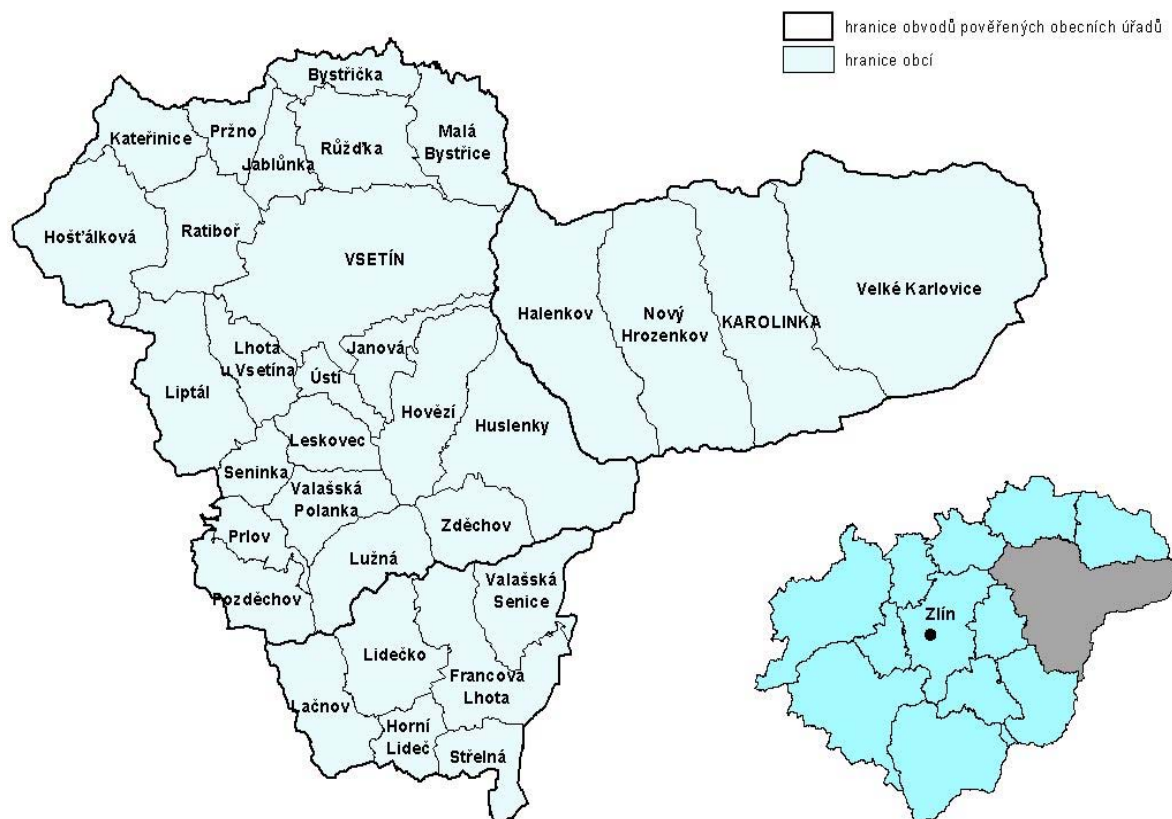 hranice obvodů pověřených obecních úřadů
hranice obcí
Bystřička
Kateřinice
Pržno
Jablůnka
Růžďka
Malá
Bystřice
Hošťálková
Ratiboř
VSETÍN
Halenkov
Nový
Hrozenkov
KAROLINKA
Velké Karlovice
Liptál
Lhota
u Vsetína
Ústí
Janová
Hovězí
Huslenky
Leskovec
Seninka
Valašská
Polanka
Prlov
Zděchov
Lužná
Pozděchov
Valašská
Senice
Lidečko
Francova
Lhota
Lačnov
Horní
Lideč
Střelná
Zlín